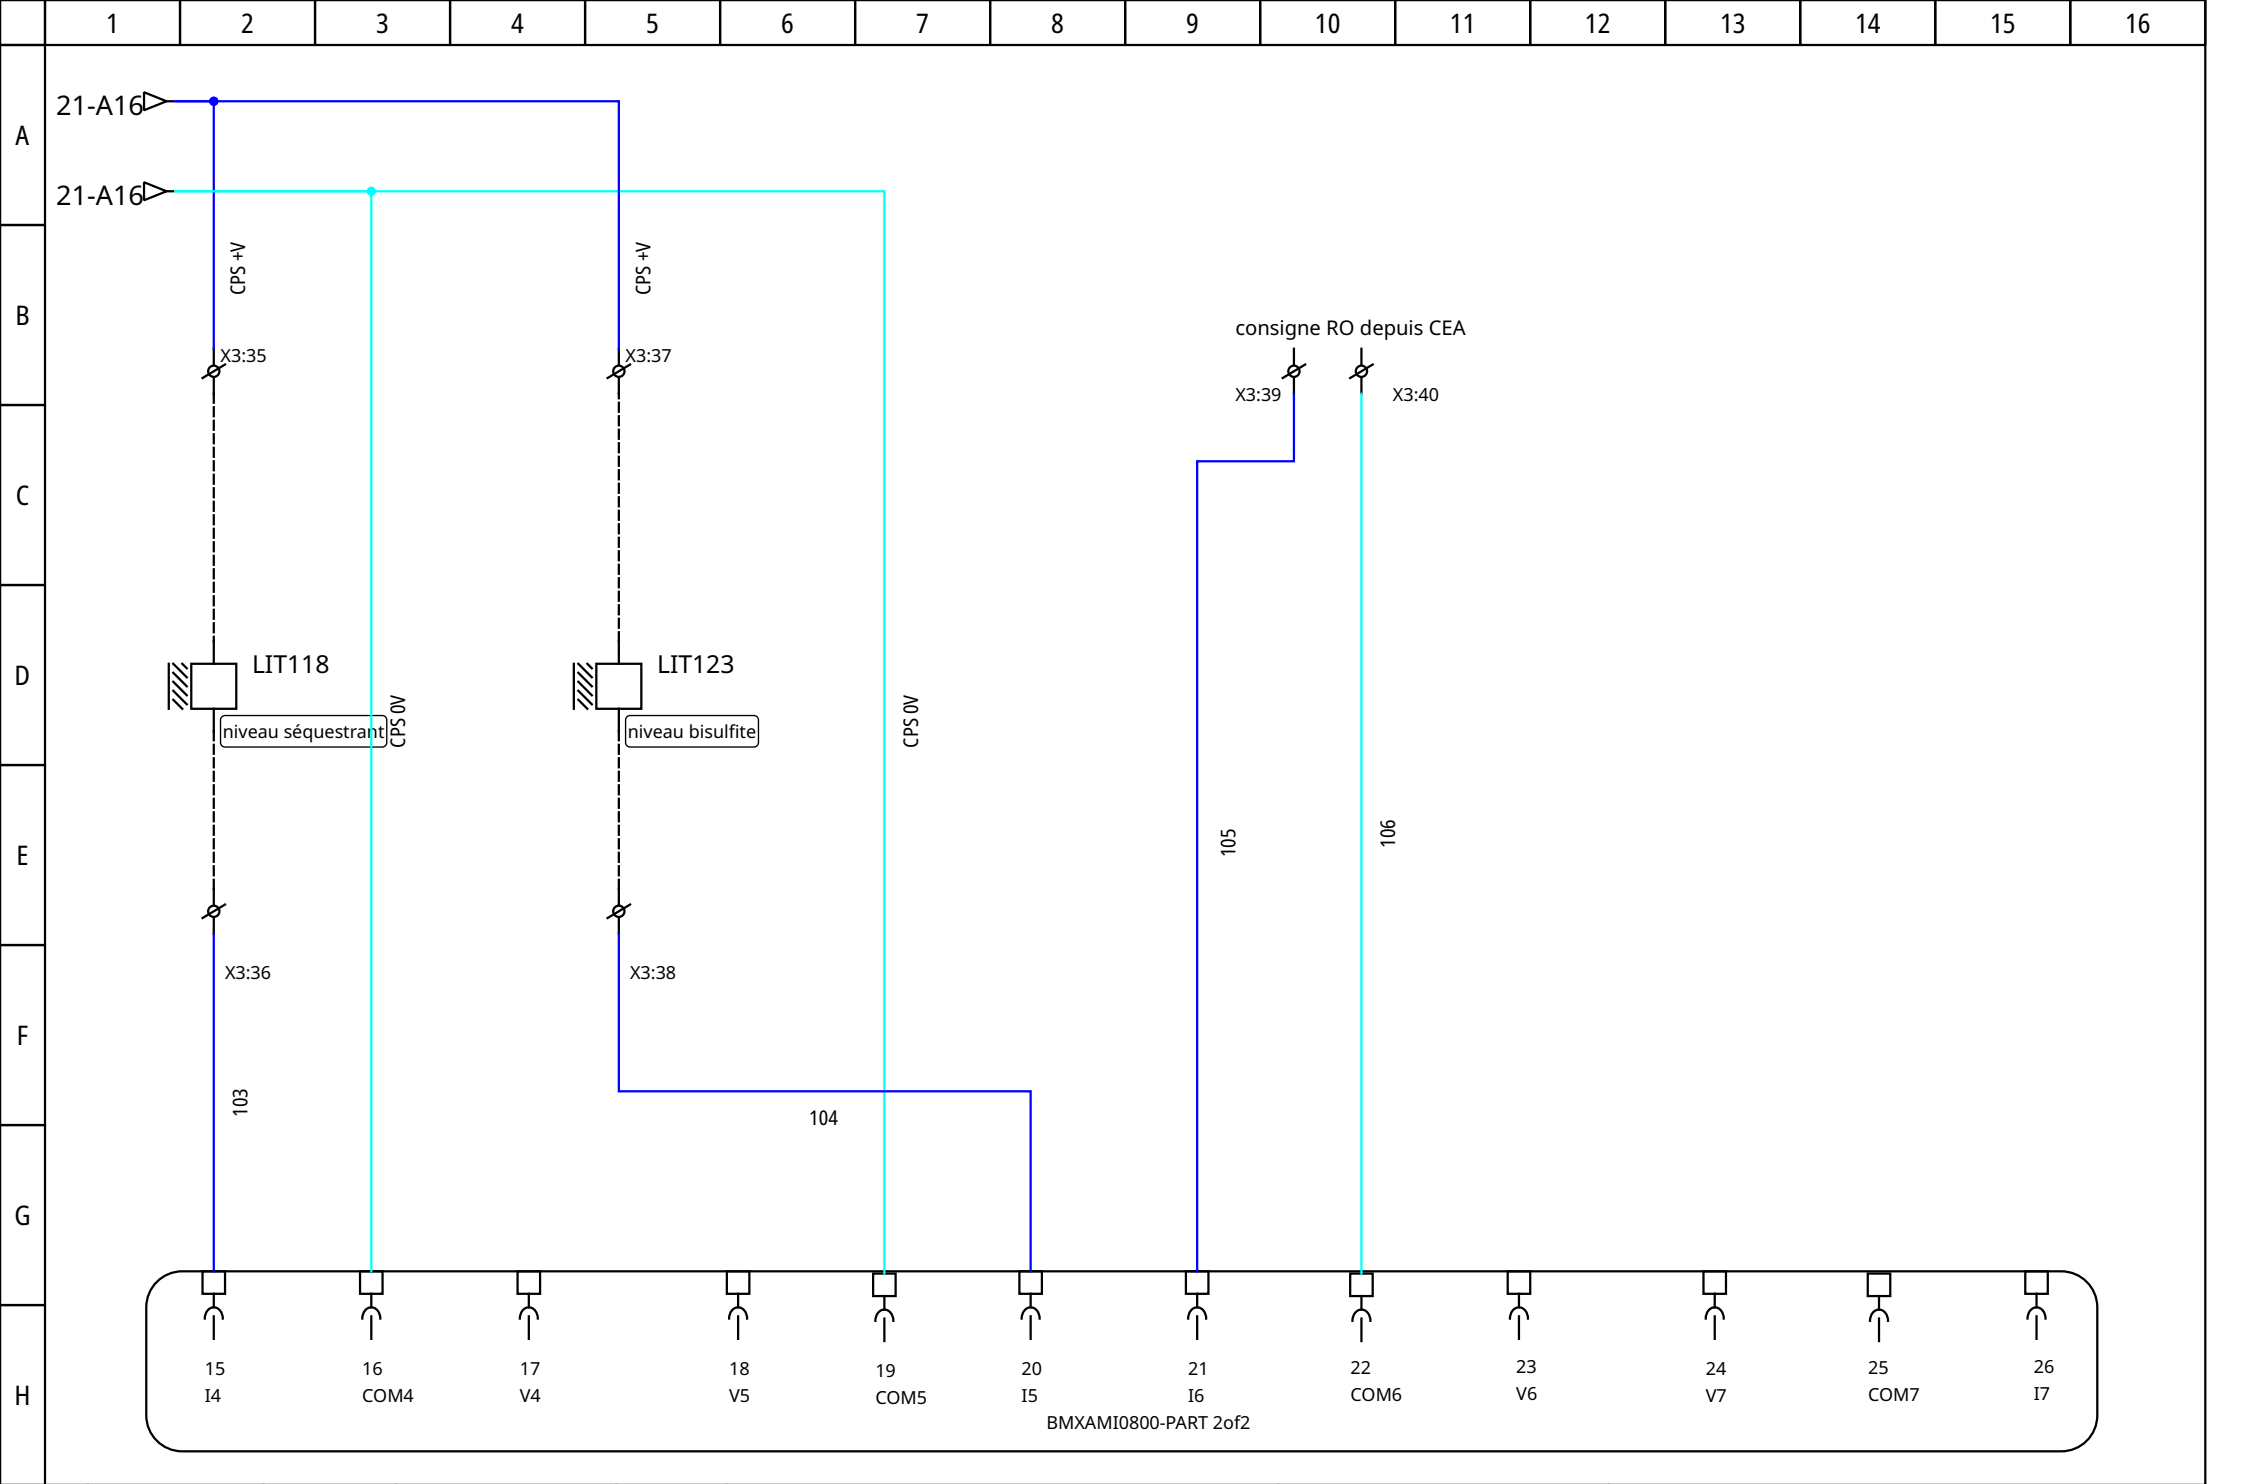 1 2 3 4 5 6 7 8 9 10 11 12 13 14 15 16
A
B
C
D
E
F
G
H
21-A16
21-A16
CPS +V
CPS +V
consigne RO depuis CEA
X3:35
X3:37
X3:39
X3:40
LIT118
LIT123
niveau séquestrant
CPS 0V
niveau bisulfite
CPS 0V
105
106
X3:36
X3:38
103
104
15 16 17 18 19 20 21 22 23 24 25 26
I4 COM4 V4 V5 COM5 I5 I6 COM6 V6 V7 COM7 I7
BMXAMI0800-PART 2of2